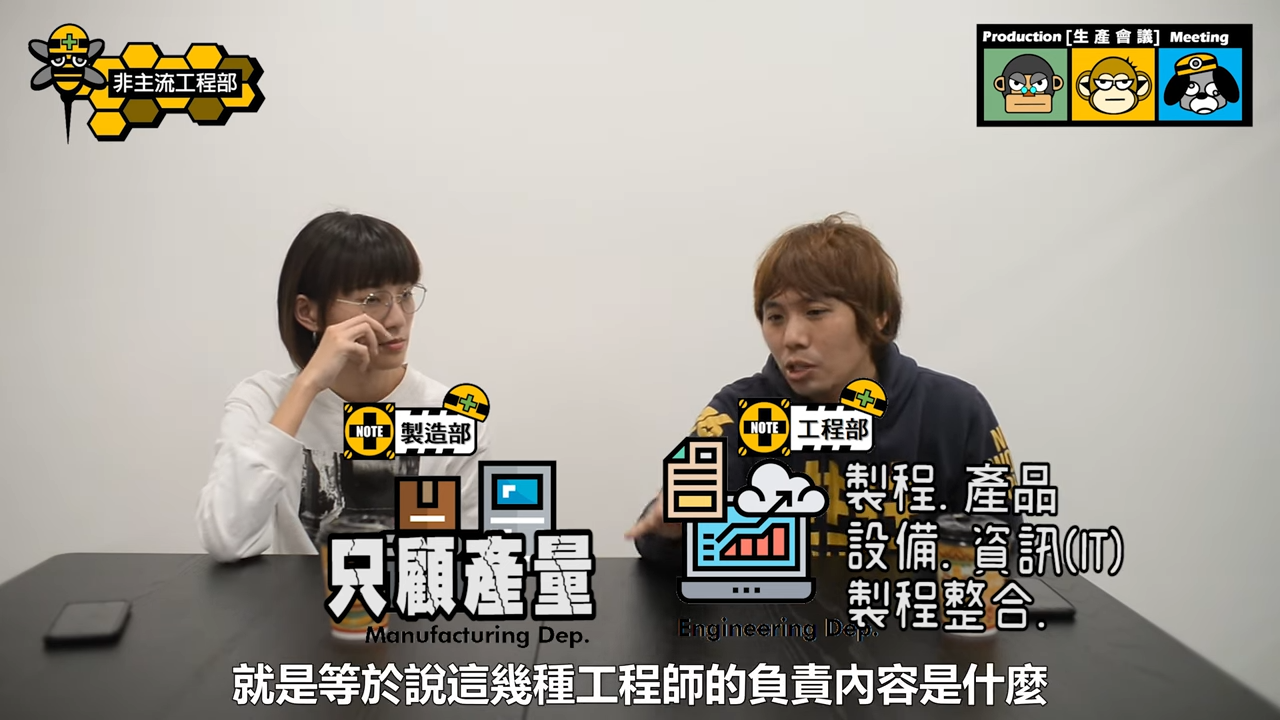 非主流工程部
Production [生產會議] Meeting
NOTE 製造部
NOTE 工程部
只顧產量
Manufacturing Dep.
Engineering Dep.
製程. 產品
設備. 資訊(IT)
製程整合.
就是等於說這幾種工程師的負責內容是什麼